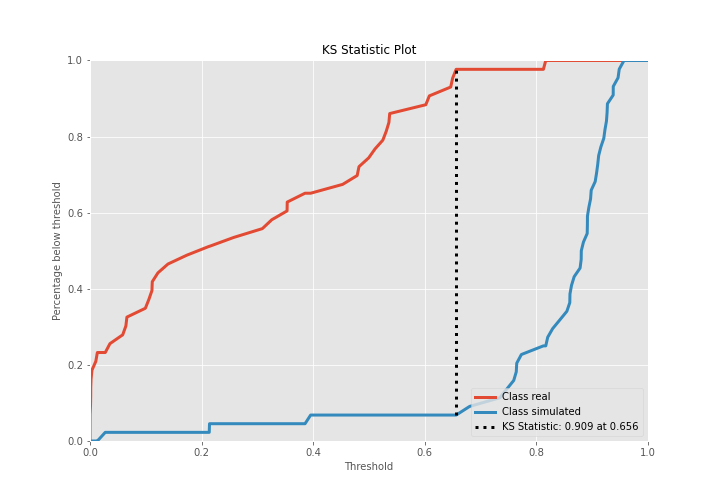 KS Statistic Plot
1.0
0.8
0.6
0.4
0.2
0.0
Percentage below threshold
0.0 0.2 0.4 0.6 0.8 1.0
Threshold
Class real
Class simulated
KS Statistic: 0.909 at 0.656